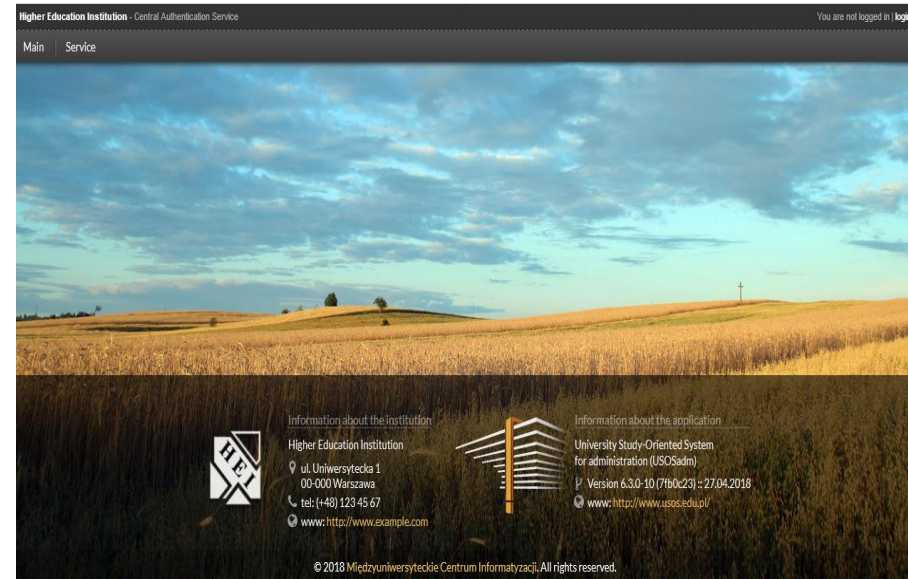 Higher Education Institution - Central Authentication Service
You are not logged in | login
Main
Service
Information about the institution
Higher Education Institution
ul. Uniwersytecka 1
00-000 Warszawa
tel: (+48) 123 45 67
www: http://www.example.com
HEI
Information about the application
University Study-Oriented System
for administration (USOSadm)
Version 6.3.0-10 (7fb0c23) :: 27.04.2018
www: http://www.usos.edu.pl/
© 2018 Międzyuniwersyteckie Centrum Informatyzacji. All rights reserved.